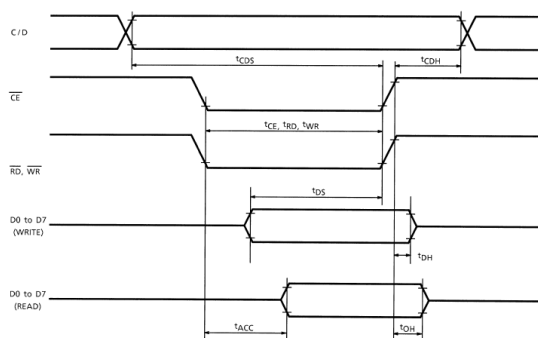 C/D
tCDS
tCDH
CE
tCE, tRD, tWR
RD, WR
tDS
D0 to D7
(WRITE)
tDH
D0 to D7
(READ)
tACC
tOH